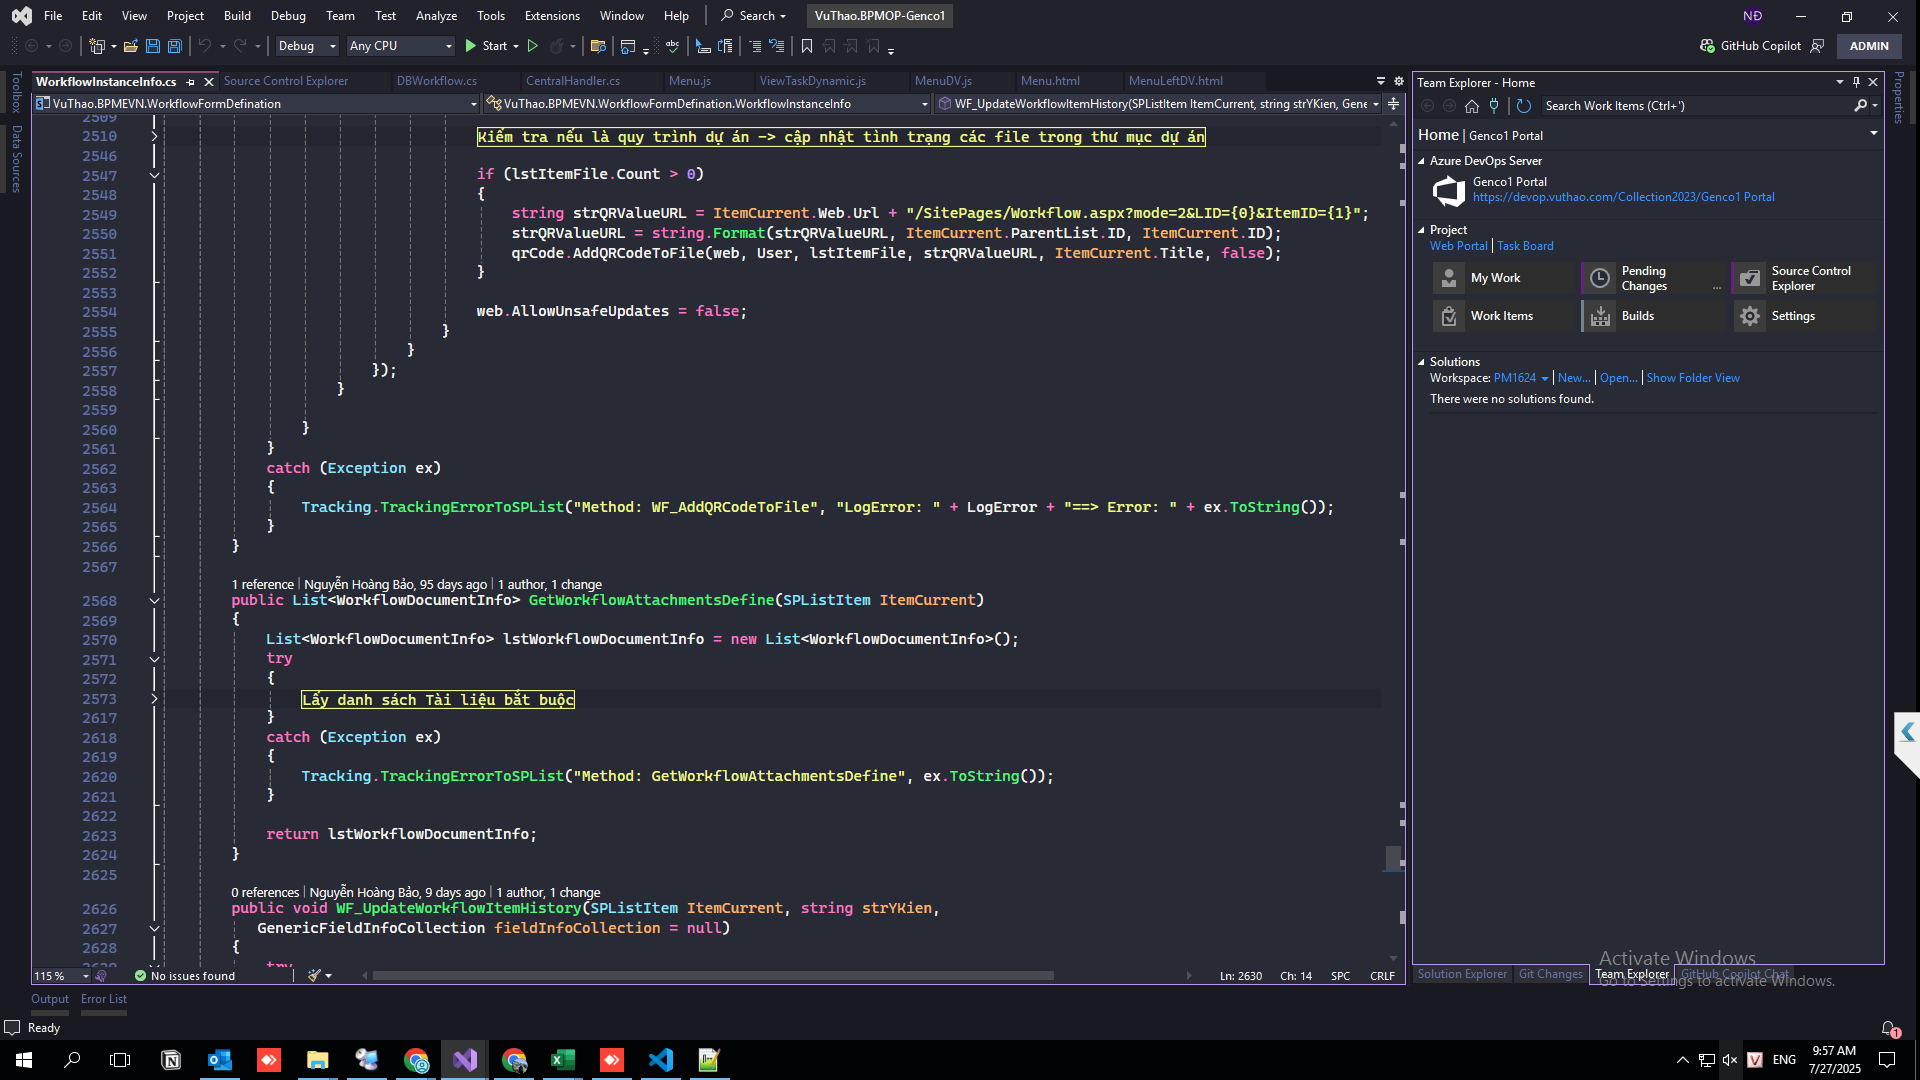 File Edit View Project Build Debug Team Test Analyze Tools Extensions Window Help Search VuThao.BPMOP-Genco1 NĐ
Debug Any CPU Start GitHub Copilot ADMIN
WorkflowInstanceInfo.cs Source Control Explorer DBWorkflow.cs CentralHandler.cs Menu.js ViewTaskDynamic.js MenuDV.js Menu.html MenuLeftDV.html
VuThao.BPMEVN.WorkflowFormDefination VuThao.BPMEVN.WorkflowFormDefination.WorkflowInstanceInfo WF_UpdateWorkflowItemHistory(SPListItem ItemCurrent, string strYKien, Gene
Toolbox
Data Sources
2509
2510 Kiểm tra nếu là quy trình dự án -> cập nhật tình trạng các file trong thư mục dự án
2546
2547 if (lstItemFile.Count > 0)
2548 {
2549 string strQRValueURL = ItemCurrent.Web.Url + "/SitePages/Workflow.aspx?mode=2&LID={0}&ItemID={1}";
2550 strQRValueURL = string.Format(strQRValueURL, ItemCurrent.ParentList.ID, ItemCurrent.ID);
2551 qrCode.AddQRCodeToFile(web, User, lstItemFile, strQRValueURL, ItemCurrent.Title, false);
2552 }
2553
2554 web.AllowUnsafeUpdates = false;
2555 }
2556 }
2557 });
2558 }
2559
2560 }
2561 }
2562 catch (Exception ex)
2563 {
2564 Tracking.TrackingErrorToSPList("Method: WF_AddQRCodeToFile", "LogError: " + LogError + "==> Error: " + ex.ToString());
2565 }
2566 }
2567
1 reference | Nguyễn Hoàng Bảo, 95 days ago | 1 author, 1 change
2568 public List<WorkflowDocumentInfo> GetWorkflowAttachmentsDefine(SPListItem ItemCurrent)
2569 {
2570 List<WorkflowDocumentInfo> lstWorkflowDocumentInfo = new List<WorkflowDocumentInfo>();
2571 try
2572 {
2573 Lấy danh sách Tài liệu bắt buộc
2617 }
2618 catch (Exception ex)
2619 {
2620 Tracking.TrackingErrorToSPList("Method: GetWorkflowAttachmentsDefine", ex.ToString());
2621 }
2622
2623 return lstWorkflowDocumentInfo;
2624 }
2625
0 references | Nguyễn Hoàng Bảo, 9 days ago | 1 author, 1 change
2626 public void WF_UpdateWorkflowItemHistory(SPListItem ItemCurrent, string strYKien,
2627 GenericFieldInfoCollection fieldInfoCollection = null)
2628 {
try
115 % No issues found Ln: 2630 Ch: 14 SPC CRLF
Team Explorer - Home
Search Work Items (Ctrl+')
Home | Genco1 Portal
Azure DevOps Server
Genco1 Portal
https://devop.vuthao.com/Collection2023/Genco1 Portal
Project
Web Portal | Task Board
My Work
Pending Changes ...
Source Control Explorer
Work Items
Builds
Settings
Solutions
Workspace: PM1624 | New... | Open... | Show Folder View
There were no solutions found.
Properties
Activate Windows
Go to Settings to activate Windows.
Solution Explorer Git Changes Team Explorer GitHub Copilot Chat
Output Error List
Ready 1
ENG 9:57 AM
7/27/2025